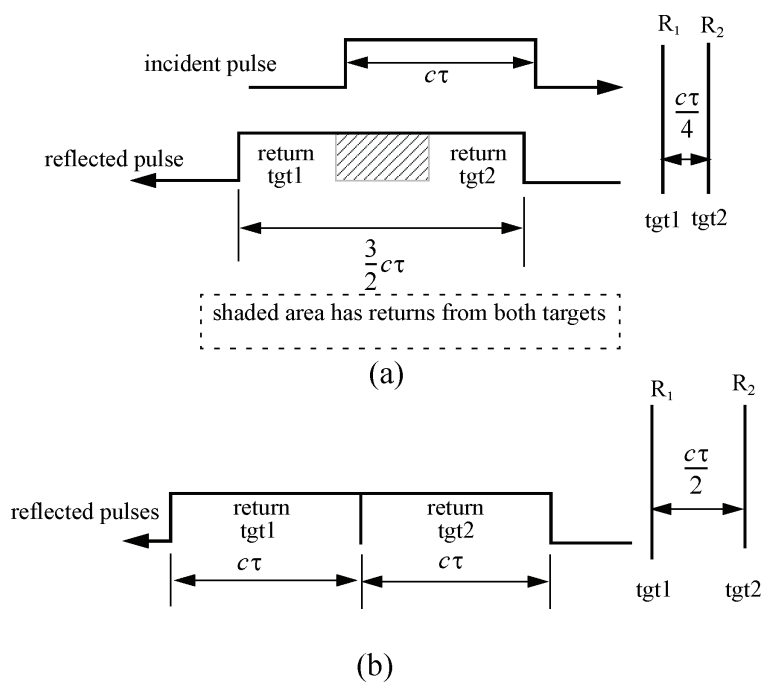 R₁ R₂
incident pulse
cτ
cτ/4
reflected pulse
return tgt1
return tgt2
tgt1 tgt2
3/2 cτ
shaded area has returns from both targets
(a)
R₁ R₂
cτ/2
reflected pulses
return tgt1
return tgt2
cτ cτ
tgt1 tgt2
(b)